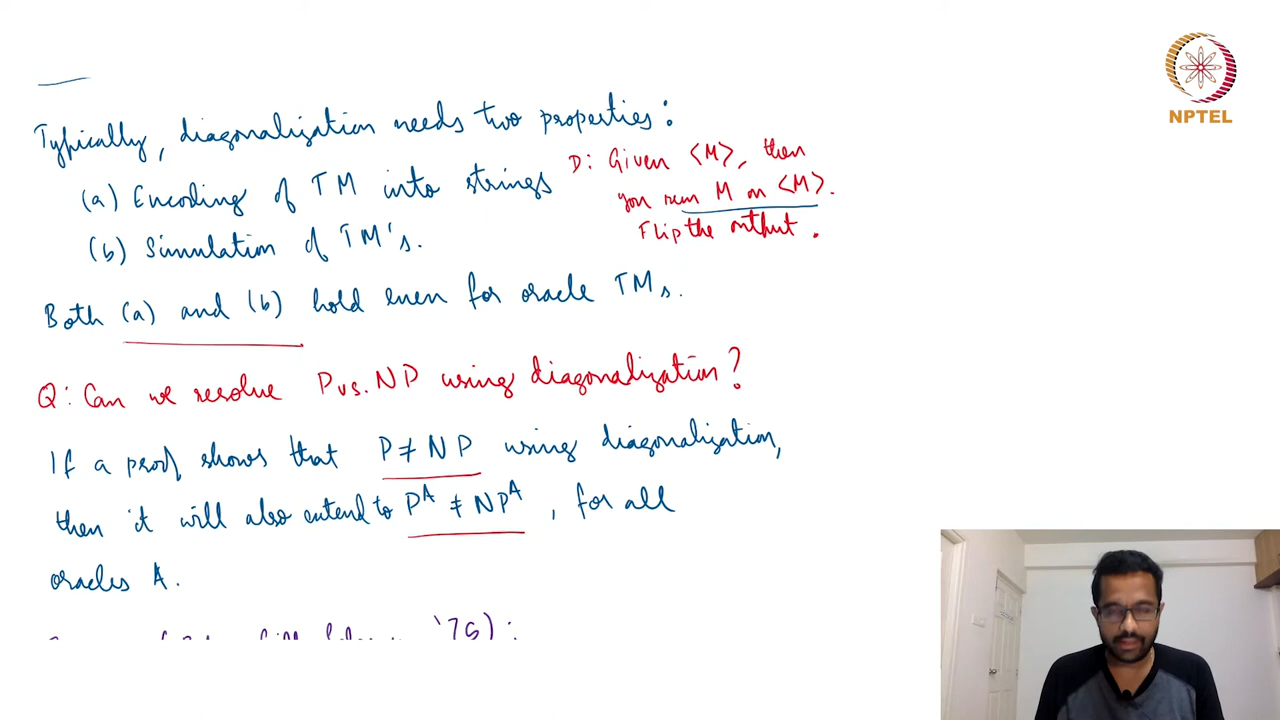 NPTEL
Typically, diagonalization needs two properties:
(a) Encoding of TM into strings
(b) Simulation of TM's.
D: Given <M>, then
you run M on <M>.
Flip the output.
Both (a) and (b) hold even for oracle TMs.
Q: Can we resolve P vs. NP using diagonalization?
If a proof shows that P ≠ NP using diagonalization,
then it will also extend to P^A ≠ NP^A, for all
oracles A.
'75):